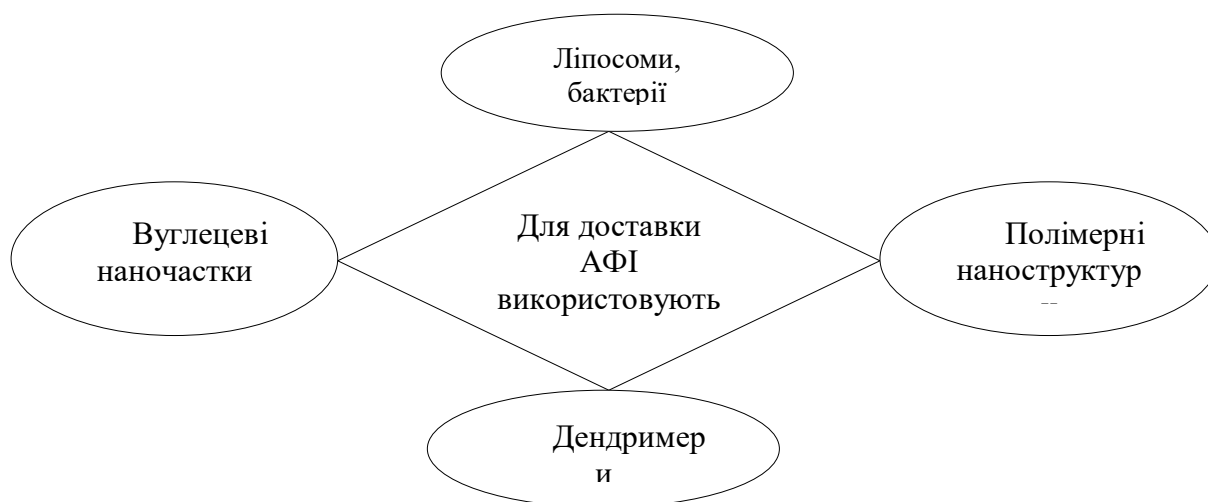 Ліпосоми,
бактерії
Вуглецеві
наночастки
Для доставки
АФІ
використовують
Полімерні
наноструктур
Дендример
и